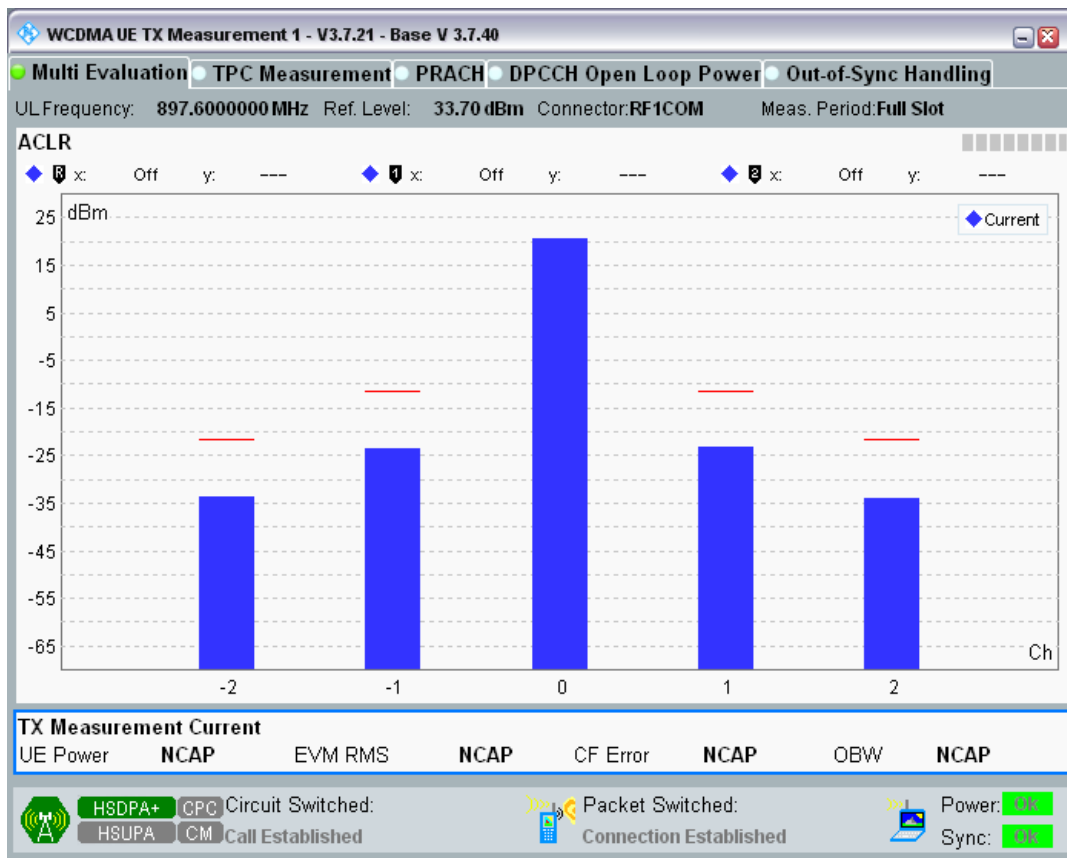 WCDMA UE TX Measurement 1 - V3.7.21 - Base V 3.7.40
Multi Evaluation TPC Measurement PRACH DPCCH Open Loop Power Out-of-Sync Handling
UL Frequency: 897.6000000 MHz Ref. Level: 33.70 dBm Connector:RF1COM Meas. Period:Full Slot
ACLR
R x: Off y: --- 1 x: Off y: --- 2 x: Off y: ---
dBm
Current
25
15
5
-5
-15
-25
-35
-45
-55
-65
Ch
-2 -1 0 1 2
TX Measurement Current
UE Power NCAP EVM RMS NCAP CF Error NCAP OBW NCAP
HSDPA+ CPC Circuit Switched: Packet Switched: Power: Ok
HSUPA CM Call Established Connection Established Sync: Ok